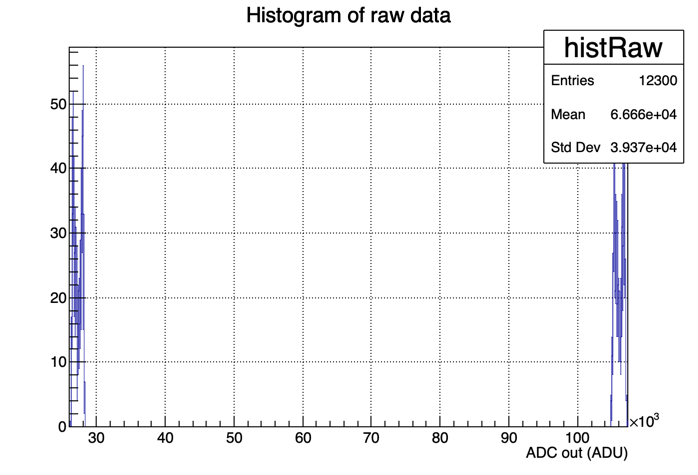 Histogram of raw data
histRaw
Entries 12300
Mean 6.666e+04
Std Dev 3.937e+04
50
40
30
20
10
0
30 40 50 60 70 80 90 100
×10³
ADC out (ADU)